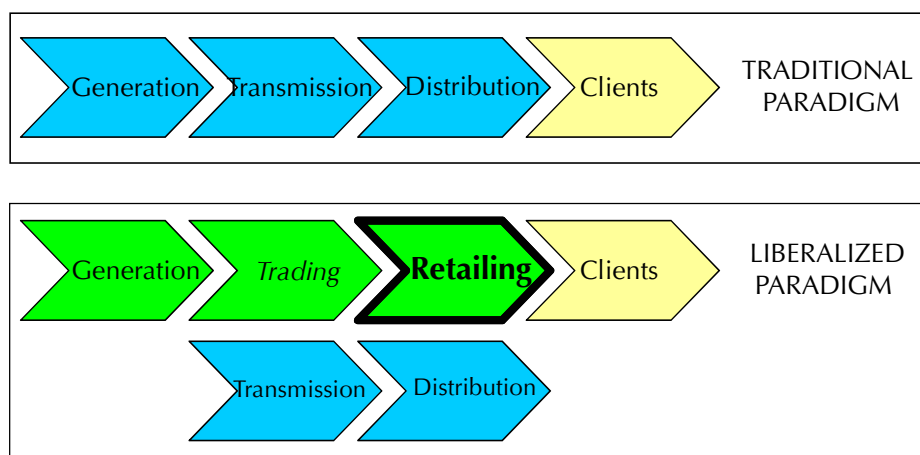 Generation
Transmission
Distribution
Clients
TRADITIONAL
PARADIGM
Generation
Trading
Retailing
Clients
LIBERALIZED
PARADIGM
Transmission
Distribution